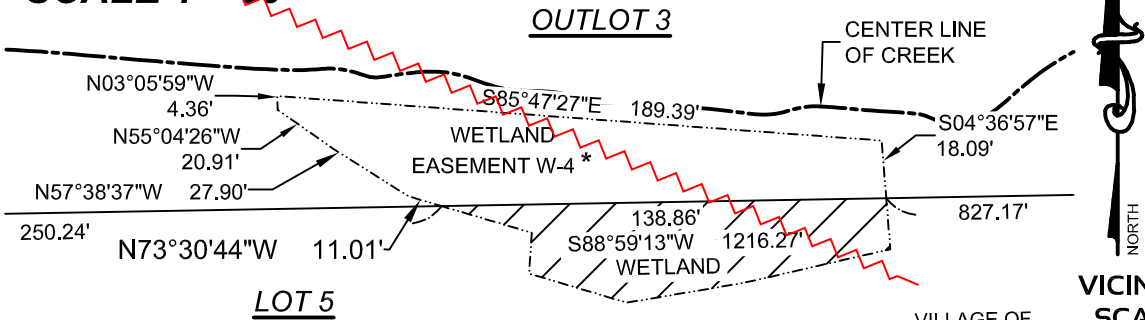 OUTLOT 3
CENTER LINE
OF CREEK
N03°05'59"W
4.36'
S85°47'27"E 189.39'
S04°36'57"E
18.09'
N55°04'26"W
20.91'
WETLAND
EASEMENT W-4 *
N57°38'37"W 27.90'
250.24'
138.86'
827.17'
N73°30'44"W 11.01'
S88°59'13"W 1216.27'
WETLAND
NORTH
LOT 5
VICIN
SCA
VILLAGE OF